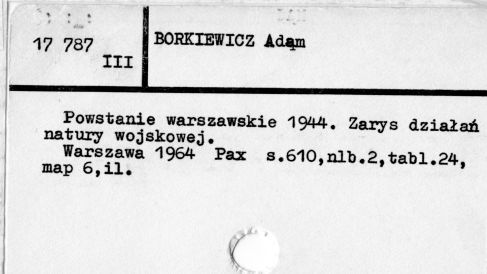 17 787
III
BORKIEWICZ Adam
Powstanie warszawskie 1944. Zarys działań
natury wojskowej.
Warszawa 1964 Pax s.610,nlb.2,tabl.24,
map 6,il.